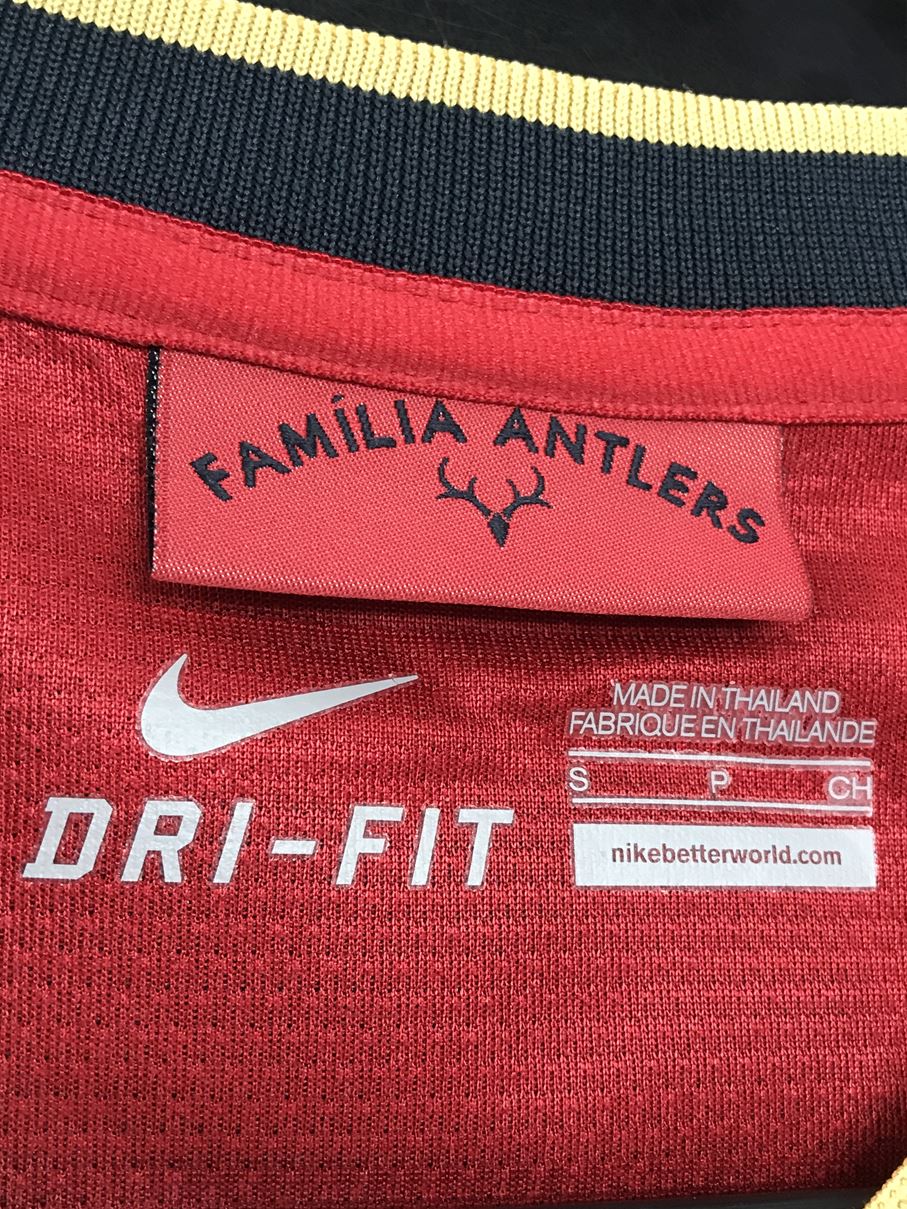 FAMÍLIA ANTLERS
DRI-FIT
MADE IN THAILAND
FABRIQUE EN THAILANDE
S P CH
nikebetterworld.com